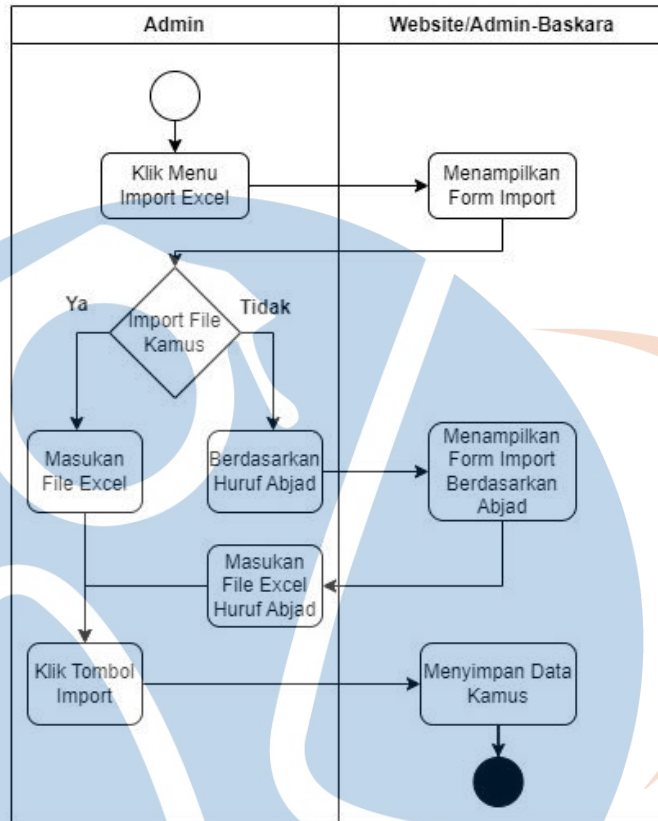 Admin
Website/Admin-Baskara
Klik Menu
Import Excel
Menampilkan
Form Import
Ya
Tidak
Import File
Kamus
Masukan
File Excel
Berdasarkan
Huruf Abjad
Menampilkan
Form Import
Berdasarkan
Abjad
Masukan
File Excel
Huruf Abjad
Klik Tombol
Import
Menyimpan Data
Kamus